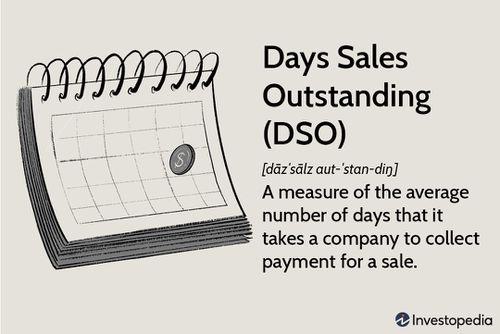 Days Sales
Outstanding
(DSO)
[dāz'sālz aut-'stan-diŋ]
A measure of the average
number of days that it
takes a company to collect
payment for a sale.
S
Investopedia